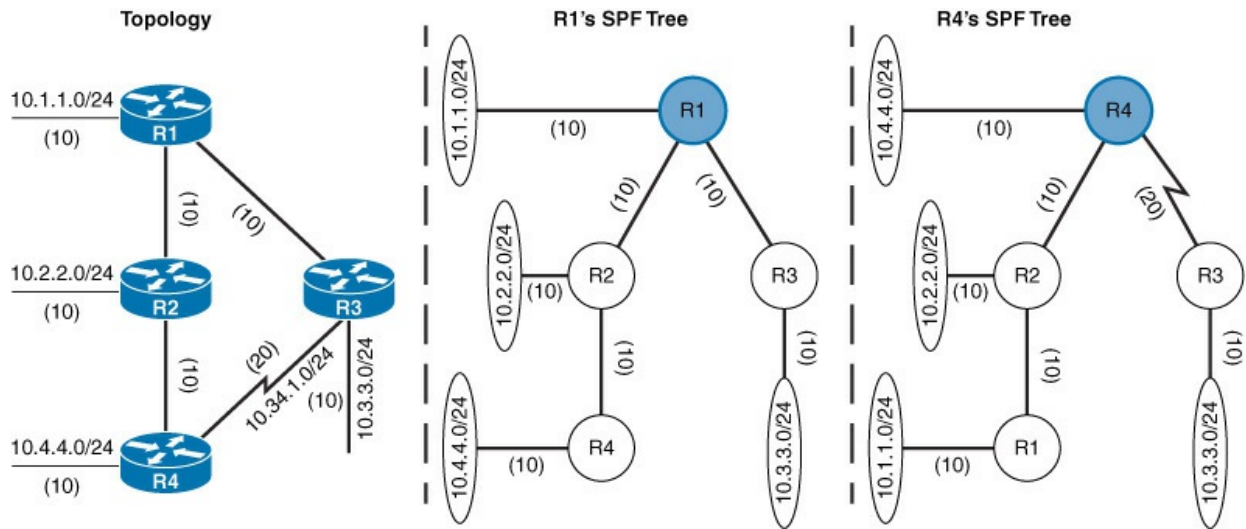 Topology
10.1.1.0/24
(10)
R1
(10)
(10)
10.2.2.0/24
(10)
R2
R3
(10)
(20)
10.34.1.0/24
(10)
10.3.3.0/24
10.4.4.0/24
(10)
R4
R1's SPF Tree
10.1.1.0/24
(10)
R1
(10)
(10)
10.2.2.0/24
(10)
R2
R3
(10)
(10)
10.4.4.0/24
(10)
R4
10.3.3.0/24
R4's SPF Tree
10.4.4.0/24
(10)
R4
(10)
(20)
10.2.2.0/24
(10)
R2
R3
(10)
(10)
10.1.1.0/24
(10)
R1
10.3.3.0/24